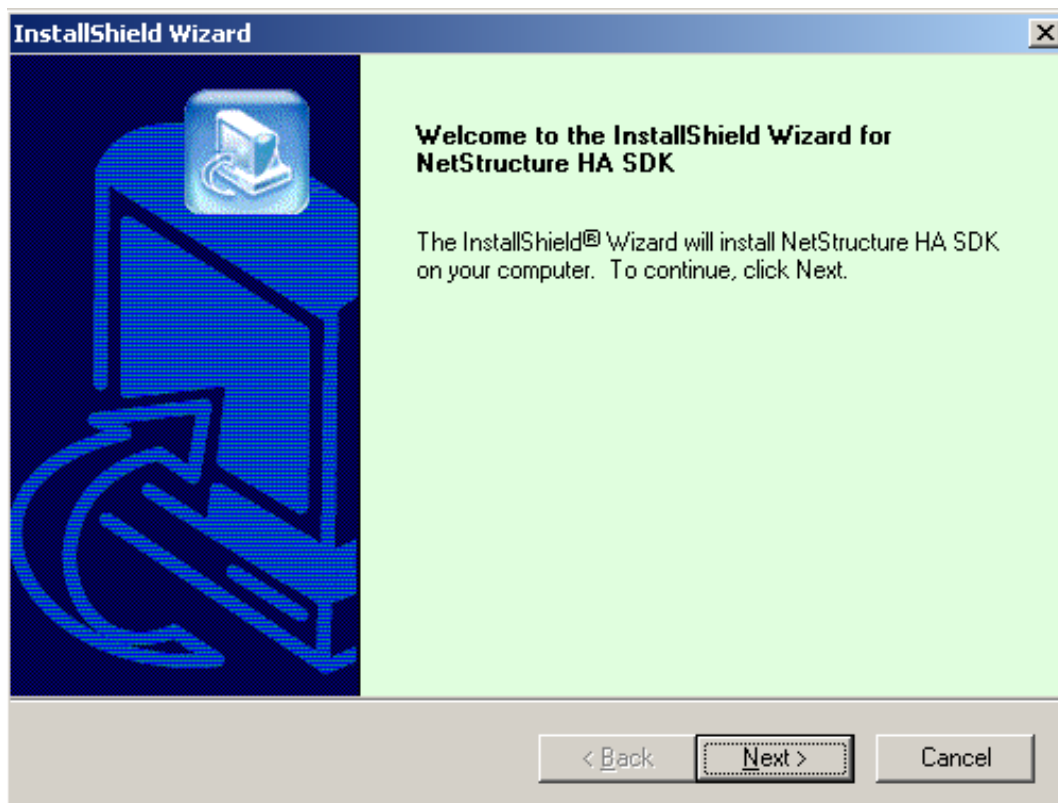 InstallShield Wizard
Welcome to the InstallShield Wizard for
NetStructure HA SDK
The InstallShield® Wizard will install NetStructure HA SDK
on your computer.  To continue, click Next.
< Back
Next >
Cancel